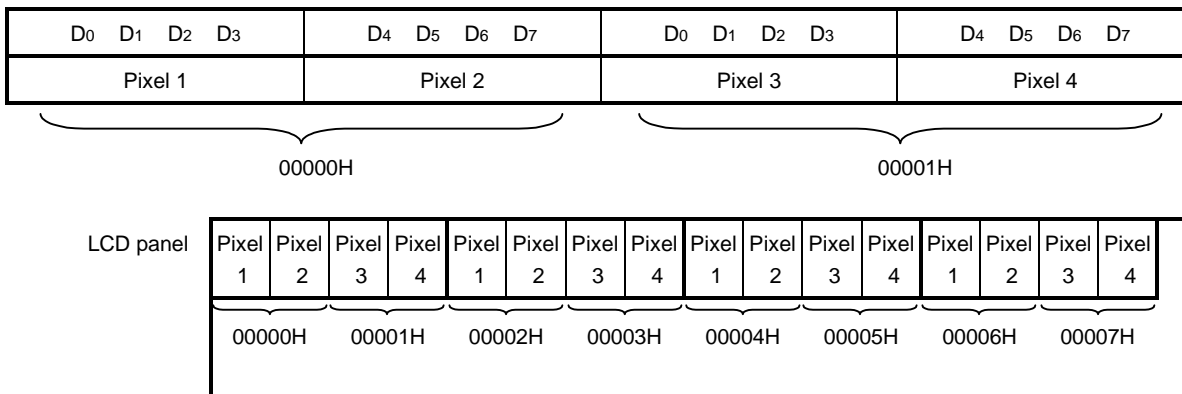 D0 D1 D2 D3 D4 D5 D6 D7 D0 D1 D2 D3 D4 D5 D6 D7
Pixel 1 Pixel 2 Pixel 3 Pixel 4
00000H 00001H
LCD panel Pixel Pixel Pixel Pixel Pixel Pixel Pixel Pixel Pixel Pixel Pixel Pixel Pixel Pixel Pixel Pixel
1 2 3 4 1 2 3 4 1 2 3 4 1 2 3 4
00000H 00001H 00002H 00003H 00004H 00005H 00006H 00007H